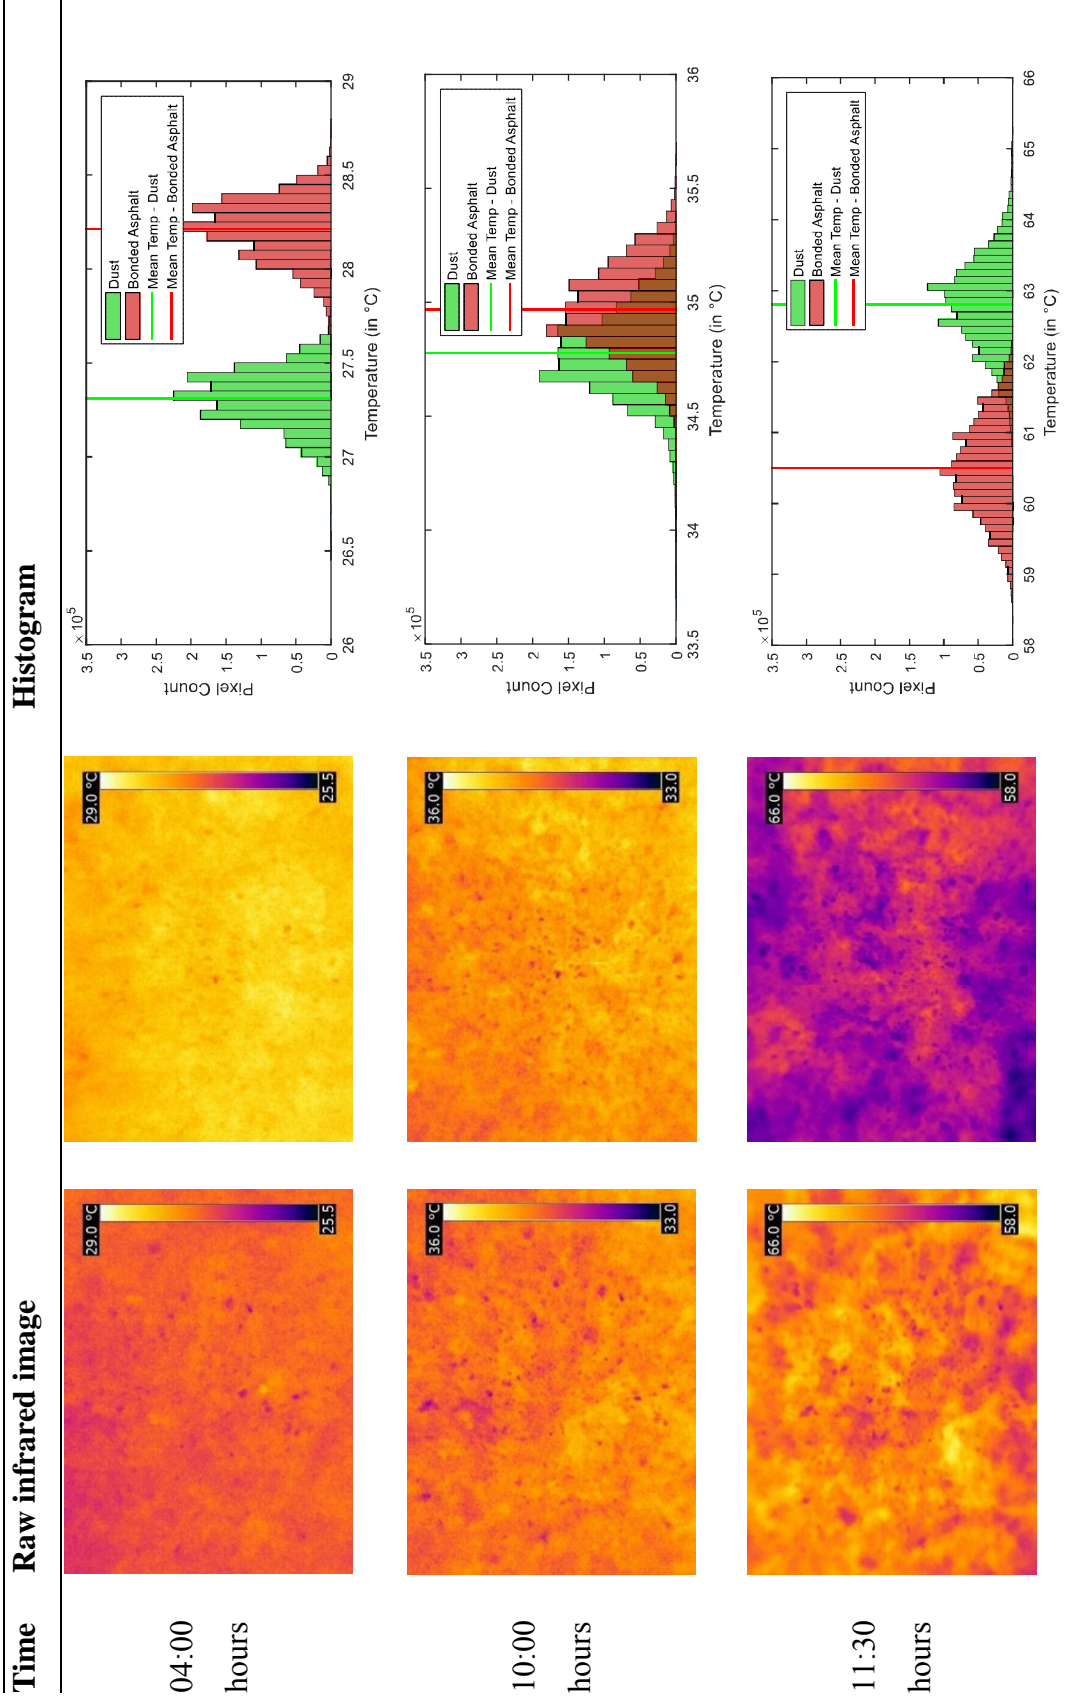 Time Raw infrared image Histogram
04:00
hours
29.0 °C
25.5
29.0 °C
25.5
×10⁵
3.5
3
2.5
2
1.5
1
0.5
0
Pixel Count
26
26.5
27
27.5
28
28.5
29
Temperature (in °C)
Dust
Bonded Asphalt
Mean Temp - Dust
Mean Temp - Bonded Asphalt
10:00
hours
36.0 °C
33.0
36.0 °C
33.0
×10⁵
3.5
3
2.5
2
1.5
1
0.5
0
Pixel Count
33.5
34
34.5
35
35.5
36
Temperature (in °C)
Dust
Bonded Asphalt
Mean Temp - Dust
Mean Temp - Bonded Asphalt
11:30
hours
66.0 °C
58.0
66.0 °C
58.0
×10⁵
3.5
3
2.5
2
1.5
1
0.5
0
Pixel Count
58
59
60
61
62
63
64
65
66
Temperature (in °C)
Dust
Bonded Asphalt
Mean Temp - Dust
Mean Temp - Bonded Asphalt